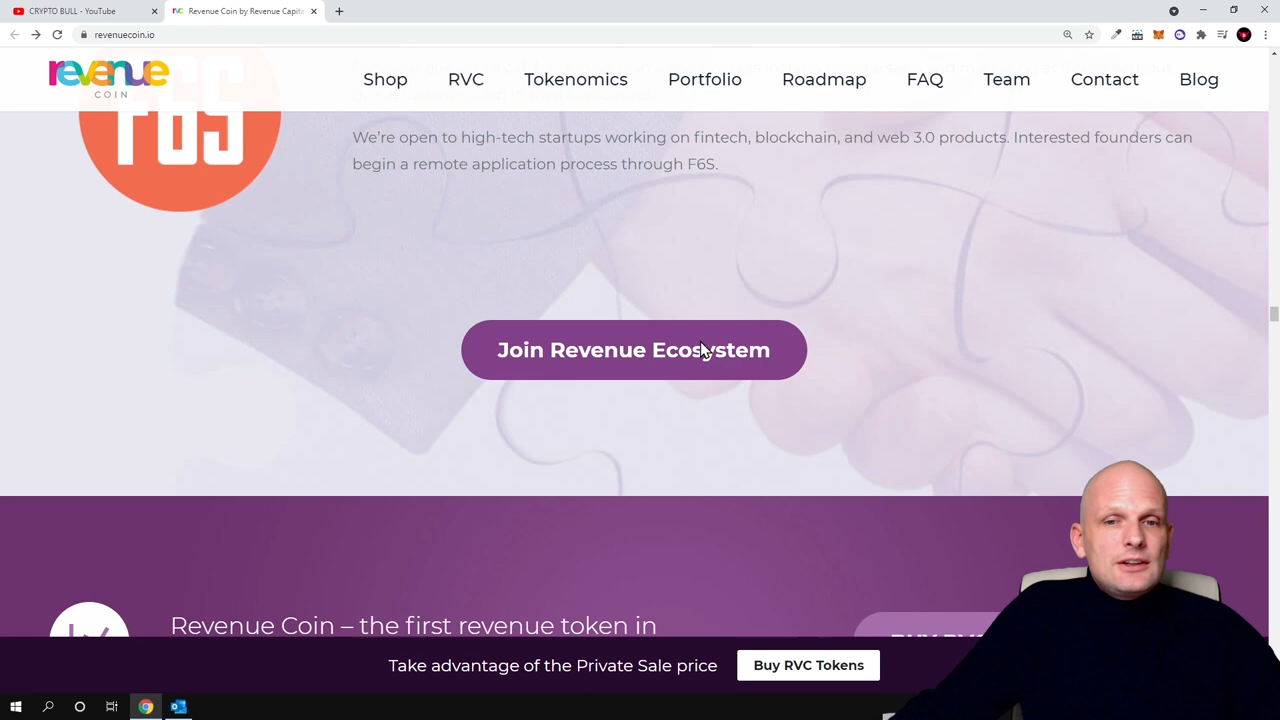 CRYPTO BULL - YouTube
Revenue Coin by Revenue Capita
revenuecoin.io
revenue
COIN
Shop RVC Tokenomics Portfolio Roadmap FAQ Team Contact Blog
F6S
We’re open to high-tech startups working on fintech, blockchain, and web 3.0 products. Interested founders can
begin a remote application process through F6S.
Join Revenue Ecosystem
Revenue Coin – the first revenue token in
BUY RV
Take advantage of the Private Sale price
Buy RVC Tokens